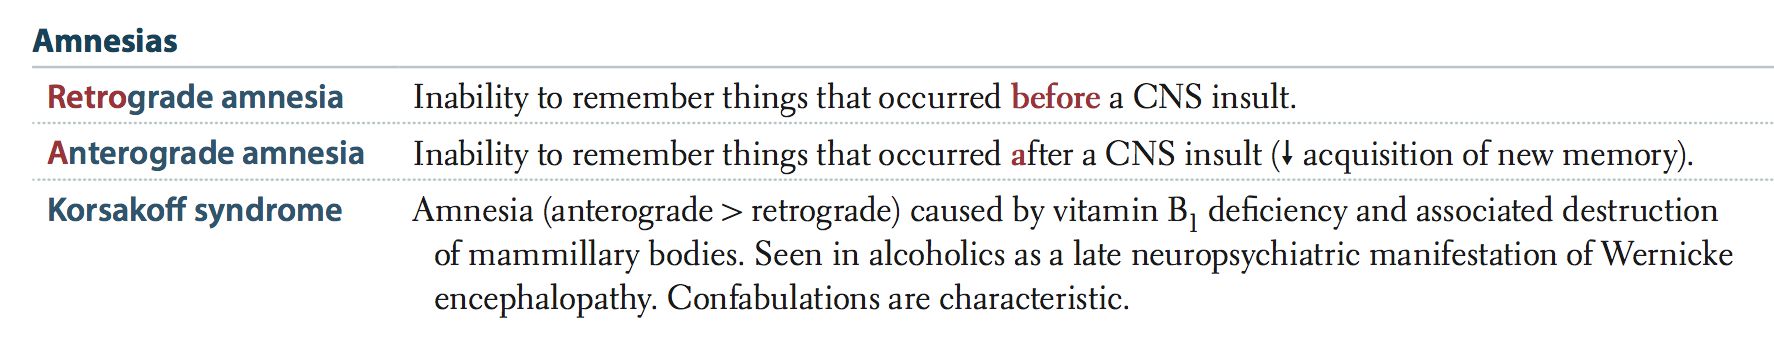 Amnesias
Retrograde amnesia Inability to remember things that occurred before a CNS insult.
Anterograde amnesia Inability to remember things that occurred after a CNS insult (↓ acquisition of new memory).
Korsakoff syndrome Amnesia (anterograde > retrograde) caused by vitamin B₁ deficiency and associated destruction
of mammillary bodies. Seen in alcoholics as a late neuropsychiatric manifestation of Wernicke
encephalopathy. Confabulations are characteristic.